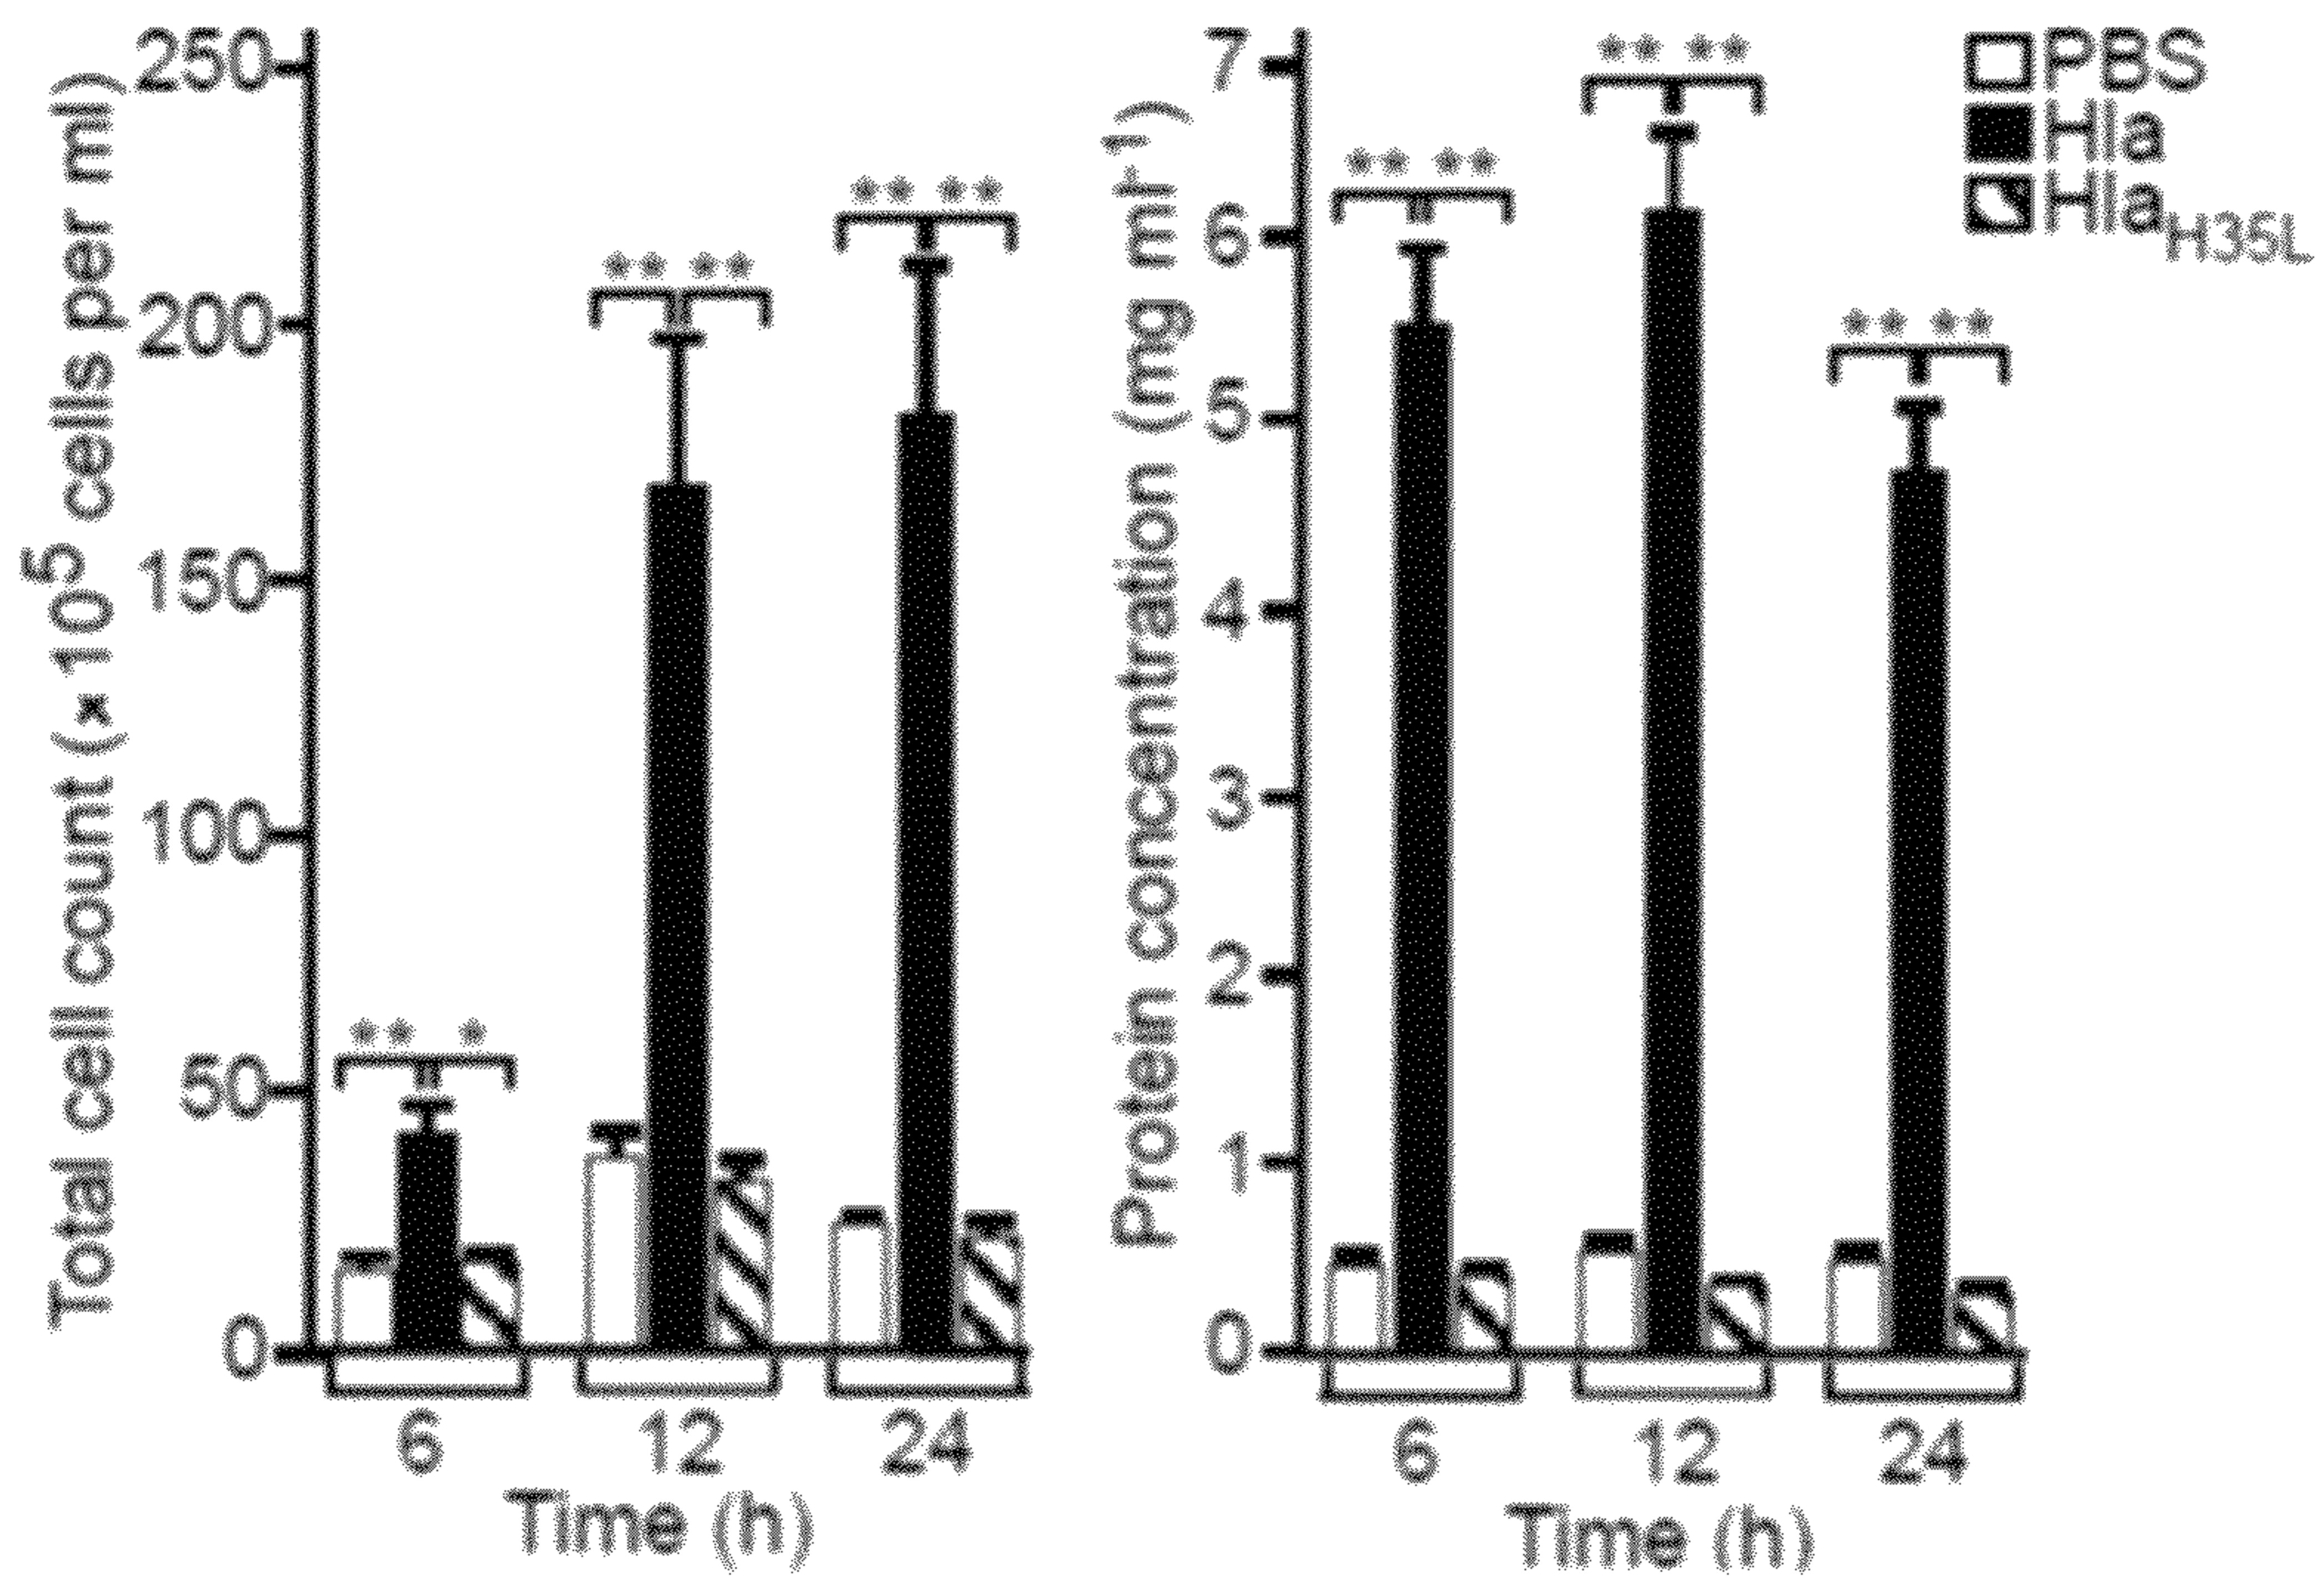 Total cell count (x 10⁵ cells per ml)
250
200
150
100
50
0
** *
** **
** **
6 12 24
Time (h)
Protein concentration (mg ml⁻¹)
7
6
5
4
3
2
1
0
** **
** **
** **
6 12 24
Time (h)
PBS
Hla
Hla_H35L